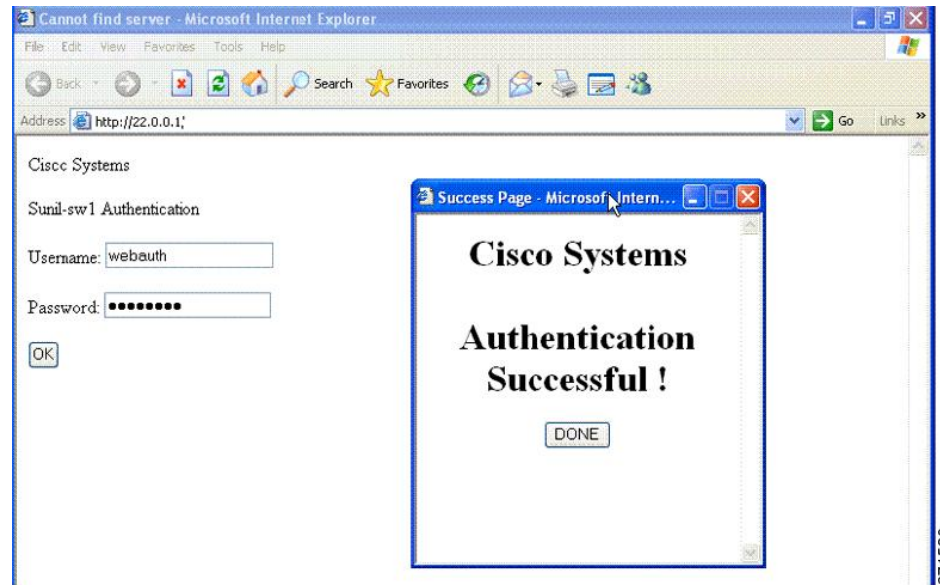 Cannot find server - Microsoft Internet Explorer
File Edit View Favorites Tools Help
Back Search Favorites
Address http://22.0.0.1; Go Links »
Cisco Systems
Sunil-sw1 Authentication
Username: webauth
Password: ●●●●●●●●
OK
Success Page - Microsoft Intern...
Cisco Systems
Authentication
Successful !
DONE